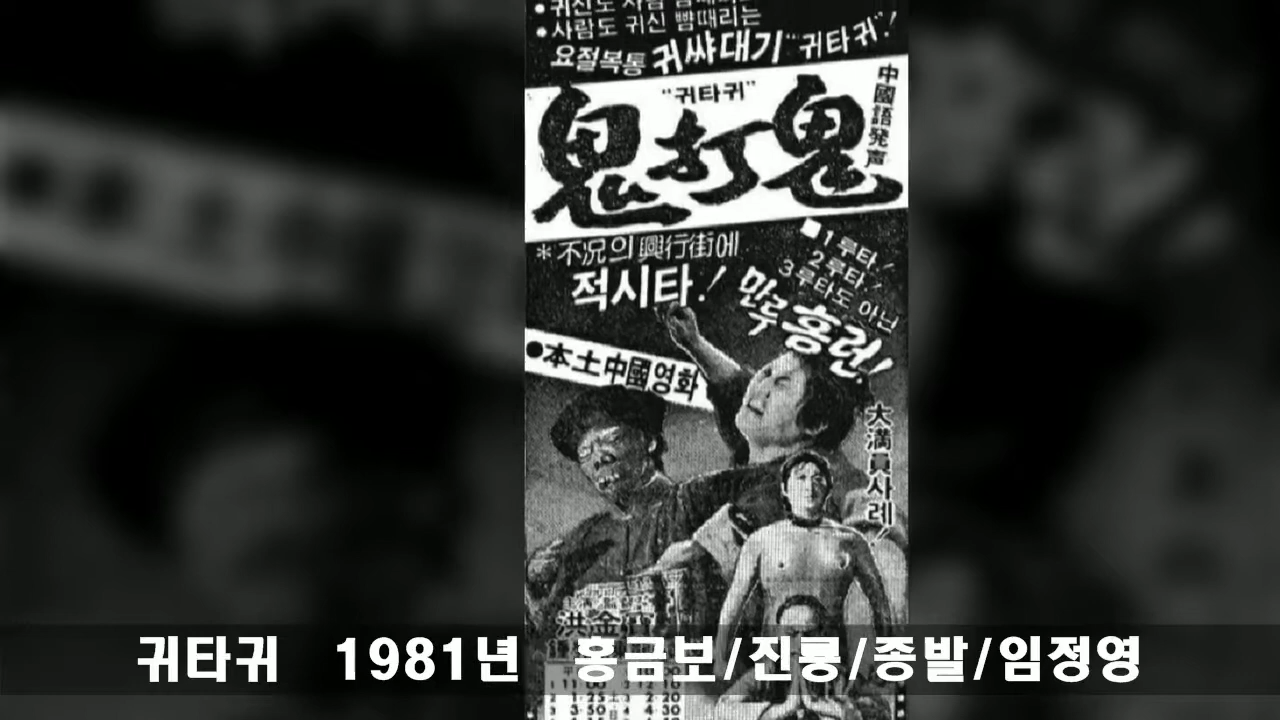 사람도 귀신 뺨때리는
요절복통 귀싸대기 "귀타귀"!
"귀타귀"
鬼打鬼
中國語発声
*不況의 興行街에
적시타!
■1루타!
2루타!
3루타도 아닌
만루 홈런!
●本土中國영화
大満員사례!
귀타귀 1981년 홍금보/진룡/종발/임정영